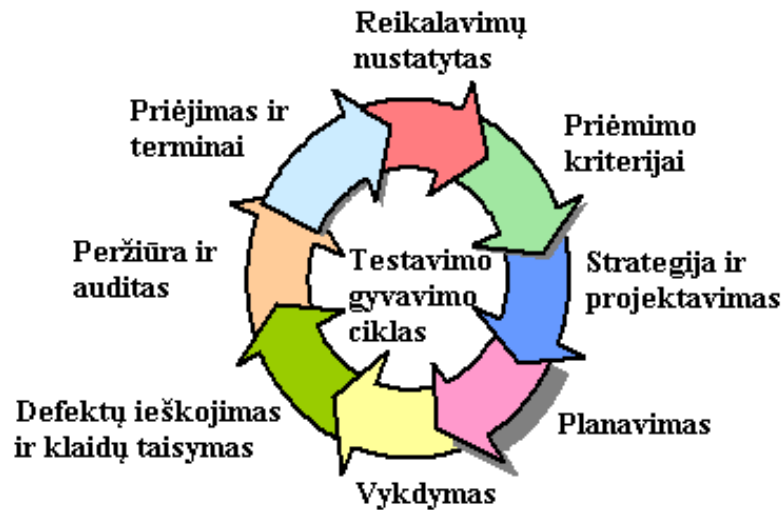 Reikalavimų
nustatytas
Priėjimas ir
terminai
Priėmimo
kriterijai
Peržiūra ir
auditas
Testavimo
gyvavimo
ciklas
Strategija ir
projektavimas
Defektų ieškojimas
ir klaidų taisymas
Planavimas
Vykdymas